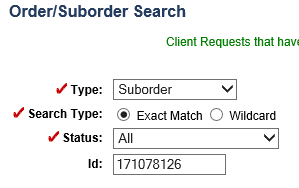 Order/Suborder Search
Client Requests that have
Type: Suborder
Search Type: Exact Match Wildcard
Status: All
Id: 171078126